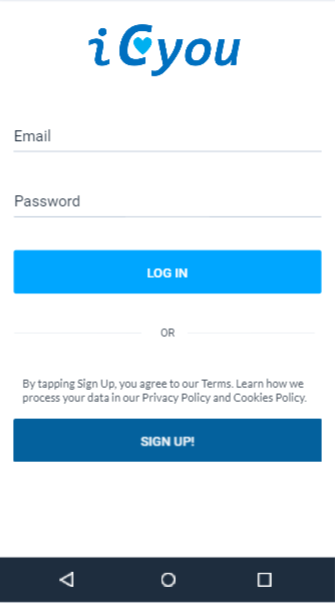 iCyou
Email
Password
LOG IN
OR
By tapping Sign Up, you agree to our Terms. Learn how we
process your data in our Privacy Policy and Cookies Policy.
SIGN UP!